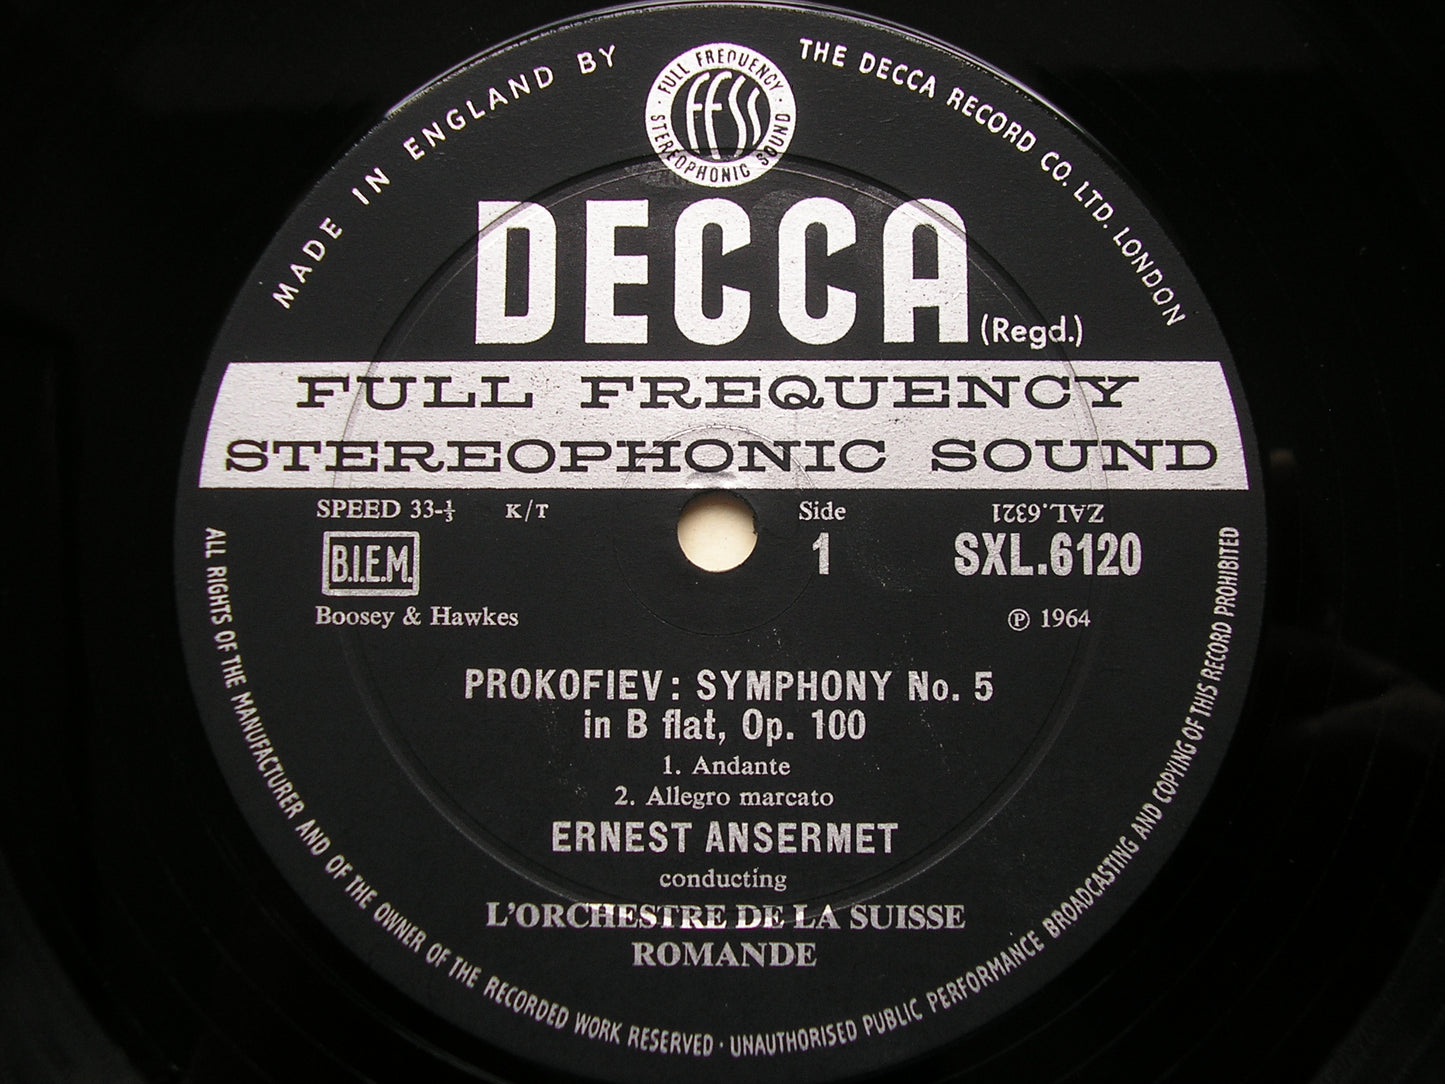 MADE IN ENGLAND BY
THE DECCA RECORD CO. LTD. LONDON
FULL FREQUENCY
FFSS
STEREOPHONIC SOUND
DECCA
(Regd.)
FULL FREQUENCY
STEREOPHONIC SOUND
SPEED 33-⅓ K/T Side ZAL.6321
B.I.E.M. 1 SXL.6120
Boosey & Hawkes ℗ 1964
PROKOFIEV: SYMPHONY No. 5
in B flat, Op. 100
1. Andante
2. Allegro marcato
ERNEST ANSERMET
conducting
L'ORCHESTRE DE LA SUISSE
ROMANDE
ALL RIGHTS OF THE MANUFACTURER AND OF THE OWNER OF THE RECORDED WORK RESERVED · UNAUTHORISED PUBLIC PERFORMANCE BROADCASTING AND COPYING OF THIS RECORD PROHIBITED